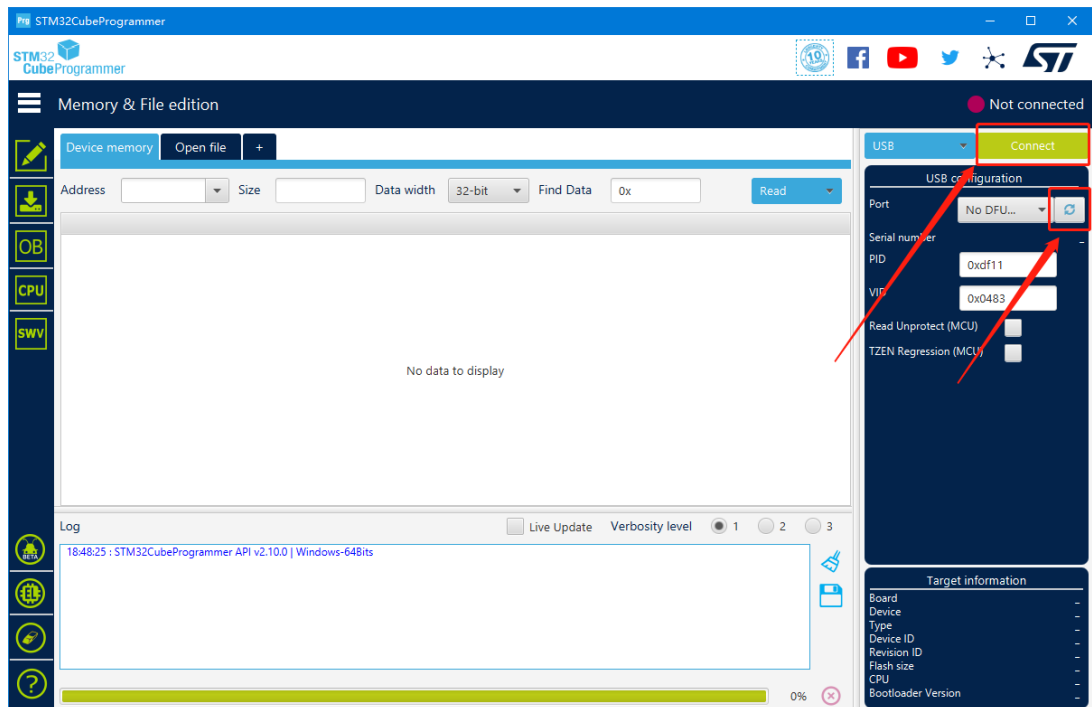 Prg STM32CubeProgrammer
STM32
CubeProgrammer
Memory & File edition
Not connected
Device memory Open file +
USB Connect
Address Size Data width 32-bit Find Data 0x Read
USB configuration
Port No DFU...
Serial number -
PID 0xdf11
VID 0x0483
Read Unprotect (MCU)
TZEN Regression (MCU)
OB
CPU
SWV
No data to display
Log Live Update Verbosity level 1 2 3
18:48:25 : STM32CubeProgrammer API v2.10.0 | Windows-64Bits
BETA
EL
?
0%
Target information
Board -
Device -
Type -
Device ID -
Revision ID -
Flash size -
CPU -
Bootloader Version -